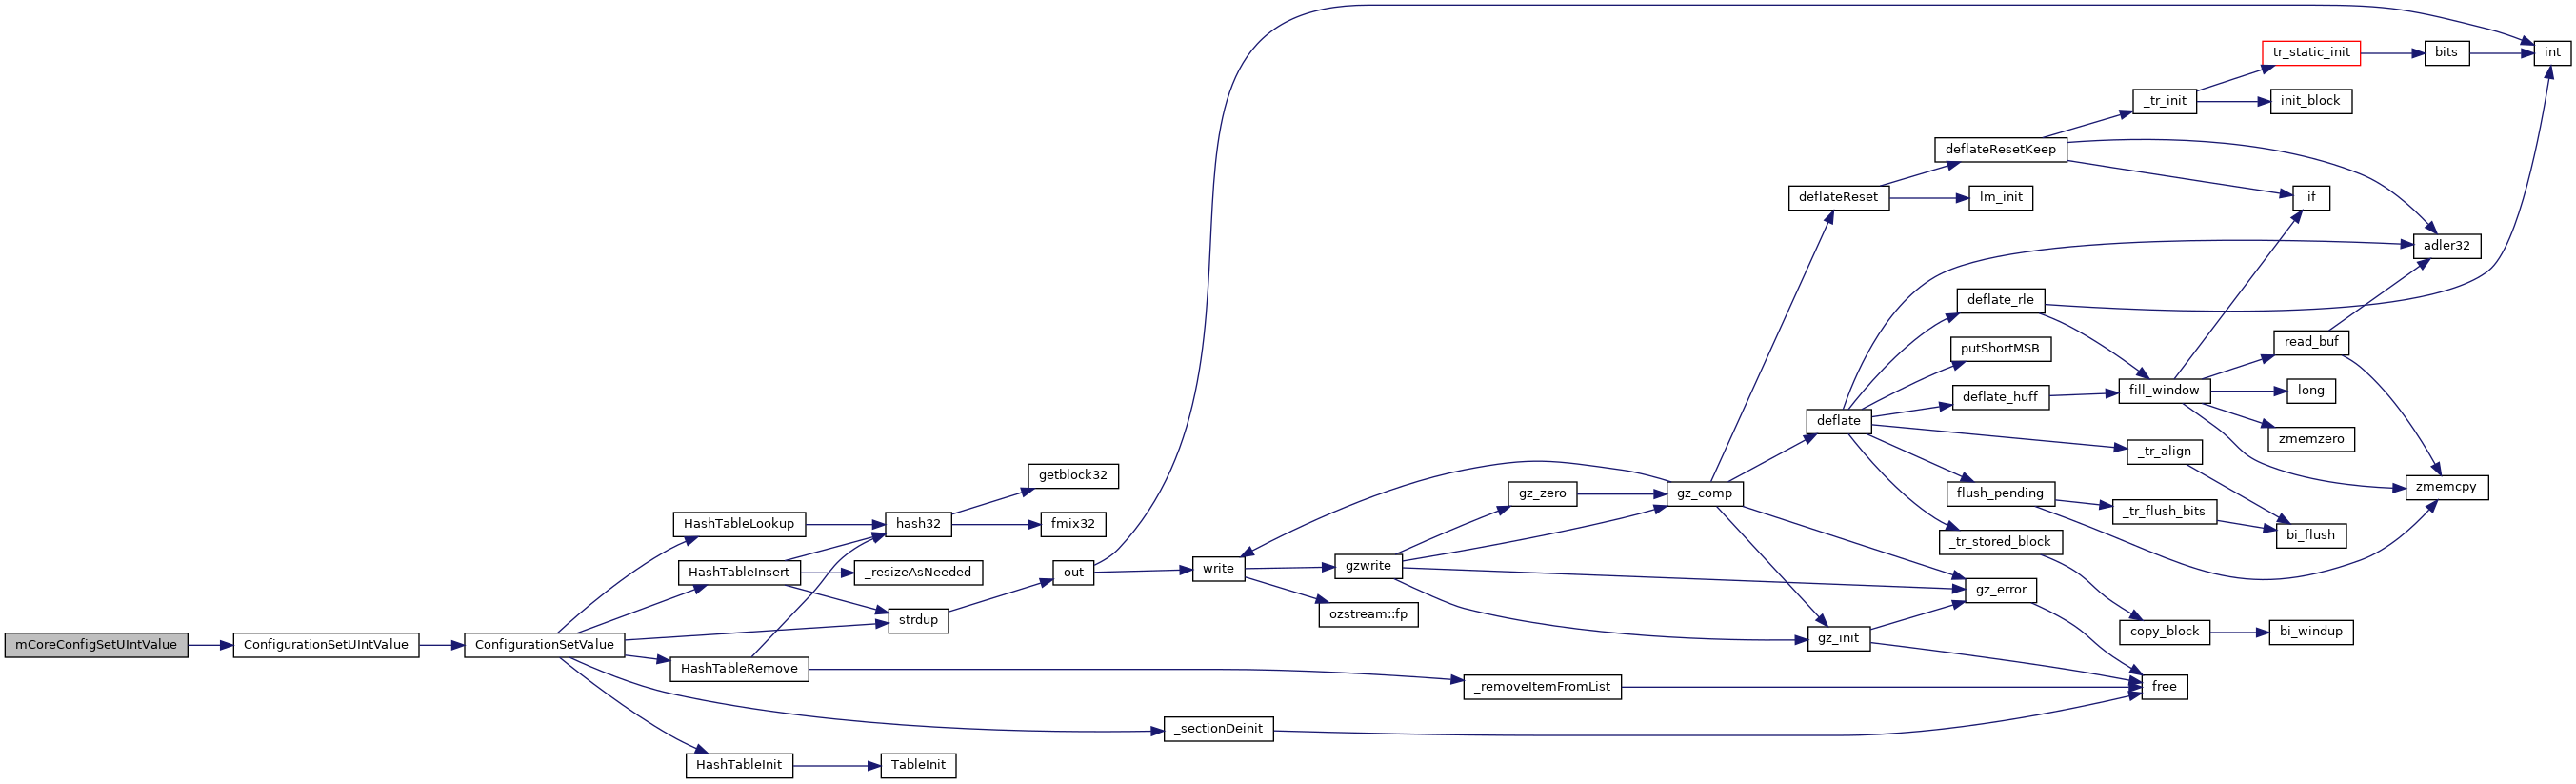 mCoreConfigSetUIntValue
ConfigurationSetUIntValue
ConfigurationSetValue
HashTableLookup
HashTableInsert
HashTableRemove
HashTableInit
hash32
_resizeAsNeeded
strdup
TableInit
getblock32
fmix32
out
_sectionDeinit
write
gzwrite
ozstream::fp
_removeItemFromList
gz_zero
gz_comp
deflateReset
deflate
gz_init
deflateResetKeep
lm_init
deflate_rle
putShortMSB
deflate_huff
flush_pending
_tr_stored_block
gz_error
_tr_init
fill_window
_tr_align
_tr_flush_bits
copy_block
free
tr_static_init
init_block
if
read_buf
long
zmemzero
bi_flush
bi_windup
bits
adler32
zmemcpy
int